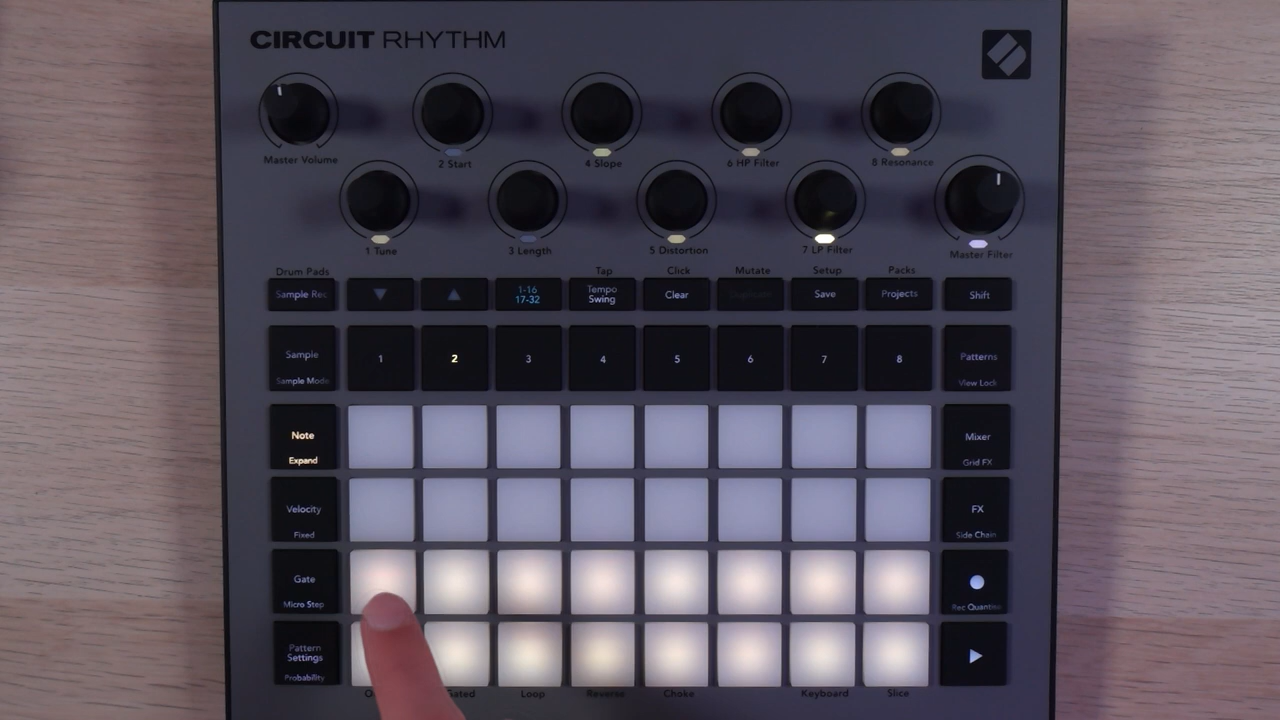 CIRCUIT RHYTHM
Master Volume
2 Start
4 Slope
6 HP Filter
8 Resonance
1 Tune
3 Length
5 Distortion
7 LP Filter
Master Filter
Drum Pads
Tap
Click
Mutate
Setup
Packs
Sample Rec
1-16
17-32
Tempo
Swing
Clear
Duplicate
Save
Projects
Shift
Sample
Sample Mode
1
2
3
4
5
6
7
8
Patterns
View Lock
Note
Expand
Mixer
Grid FX
Velocity
Fixed
FX
Side Chain
Gate
Micro Step
Rec Quantise
Pattern
Settings
Probability
Gated
Loop
Reverse
Choke
Keyboard
Slice